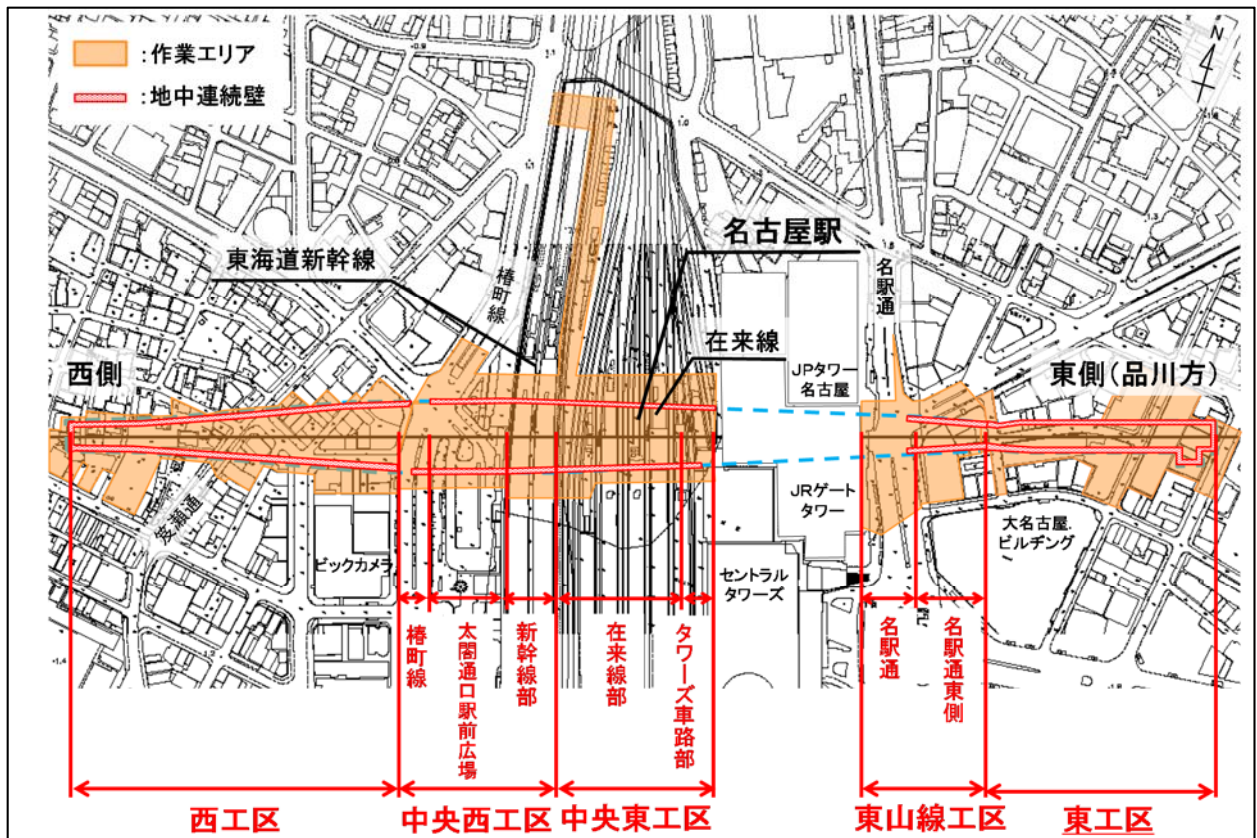 :作業エリア
:地中連続壁
N
名古屋駅
東海道新幹線
椿町線
名駅通
在来線
JPタワー
名古屋
西側
東側(品川方)
JRゲート
タワー
大名古屋
ビルヂング
ビックカメラ
セントラル
タワーズ
椿町線
太閤通口駅前広場
新幹線部
在来線部
タワーズ車路部
名駅通
名駅通東側
西工区
中央西工区
中央東工区
東山線工区
東工区